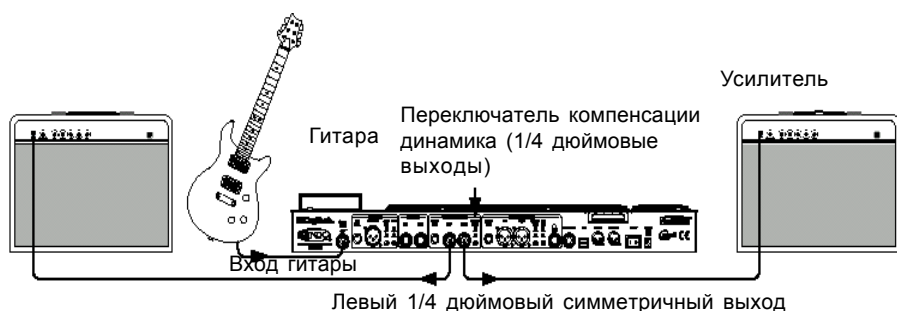 Усилитель
Переключатель компенсации
динамика (1/4 дюймовые
выходы)
Гитара
Вход гитары
Левый 1/4 дюймовый симметричный выход